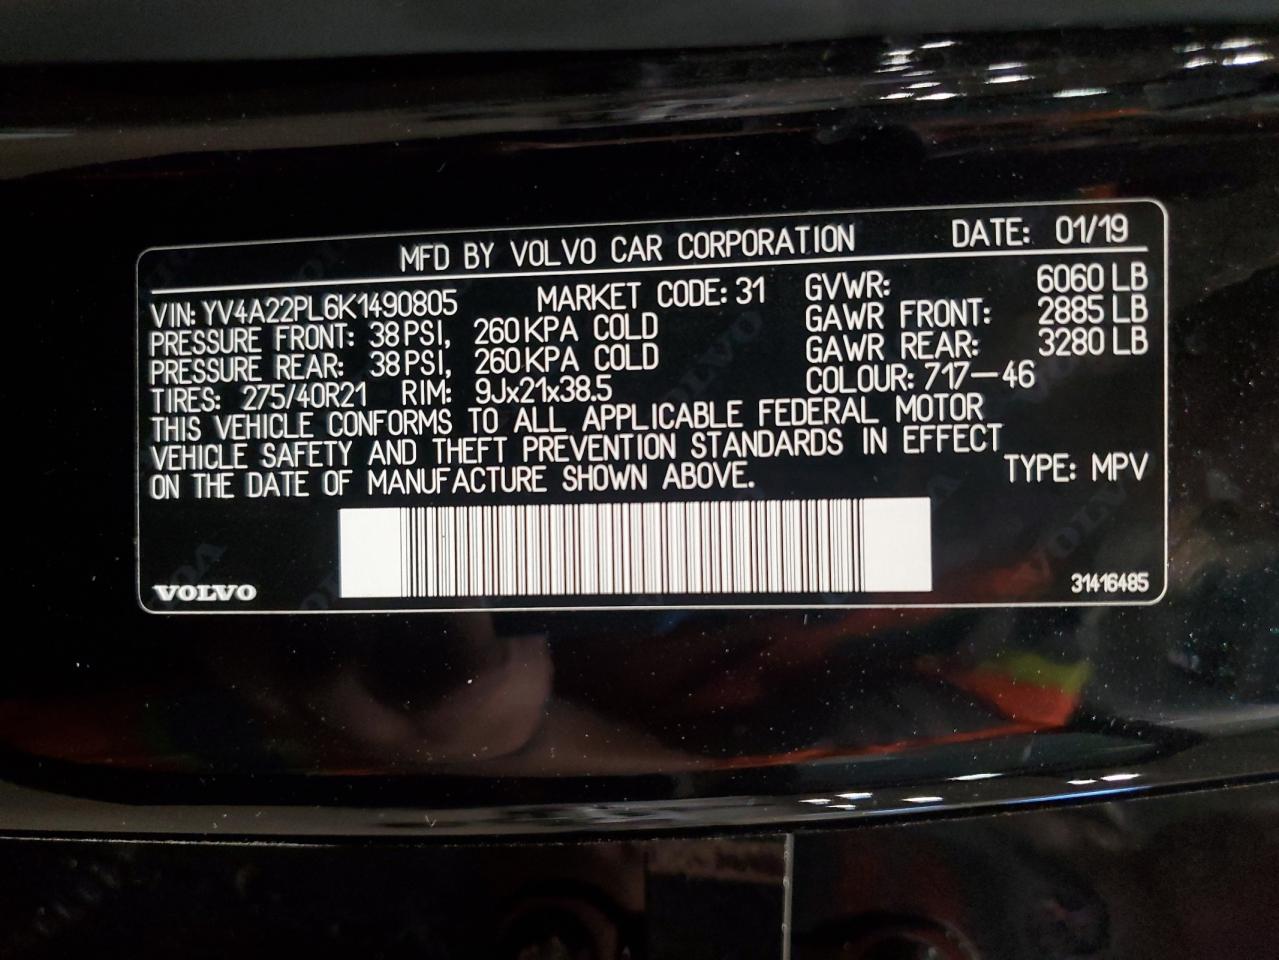 MFD BY VOLVO CAR CORPORATION DATE: 01/19
VIN: YV4A22PL6K1490805 MARKET CODE: 31 GVWR: 6060 LB
PRESSURE FRONT: 38 PSI, 260 KPA COLD GAWR FRONT: 2885 LB
PRESSURE REAR: 38 PSI, 260 KPA COLD GAWR REAR: 3280 LB
TIRES: 275/40R21 RIM: 9Jx21x38.5 COLOUR: 717-46
THIS VEHICLE CONFORMS TO ALL APPLICABLE FEDERAL MOTOR
VEHICLE SAFETY AND THEFT PREVENTION STANDARDS IN EFFECT
ON THE DATE OF MANUFACTURE SHOWN ABOVE. TYPE: MPV
VOLVO 31416485